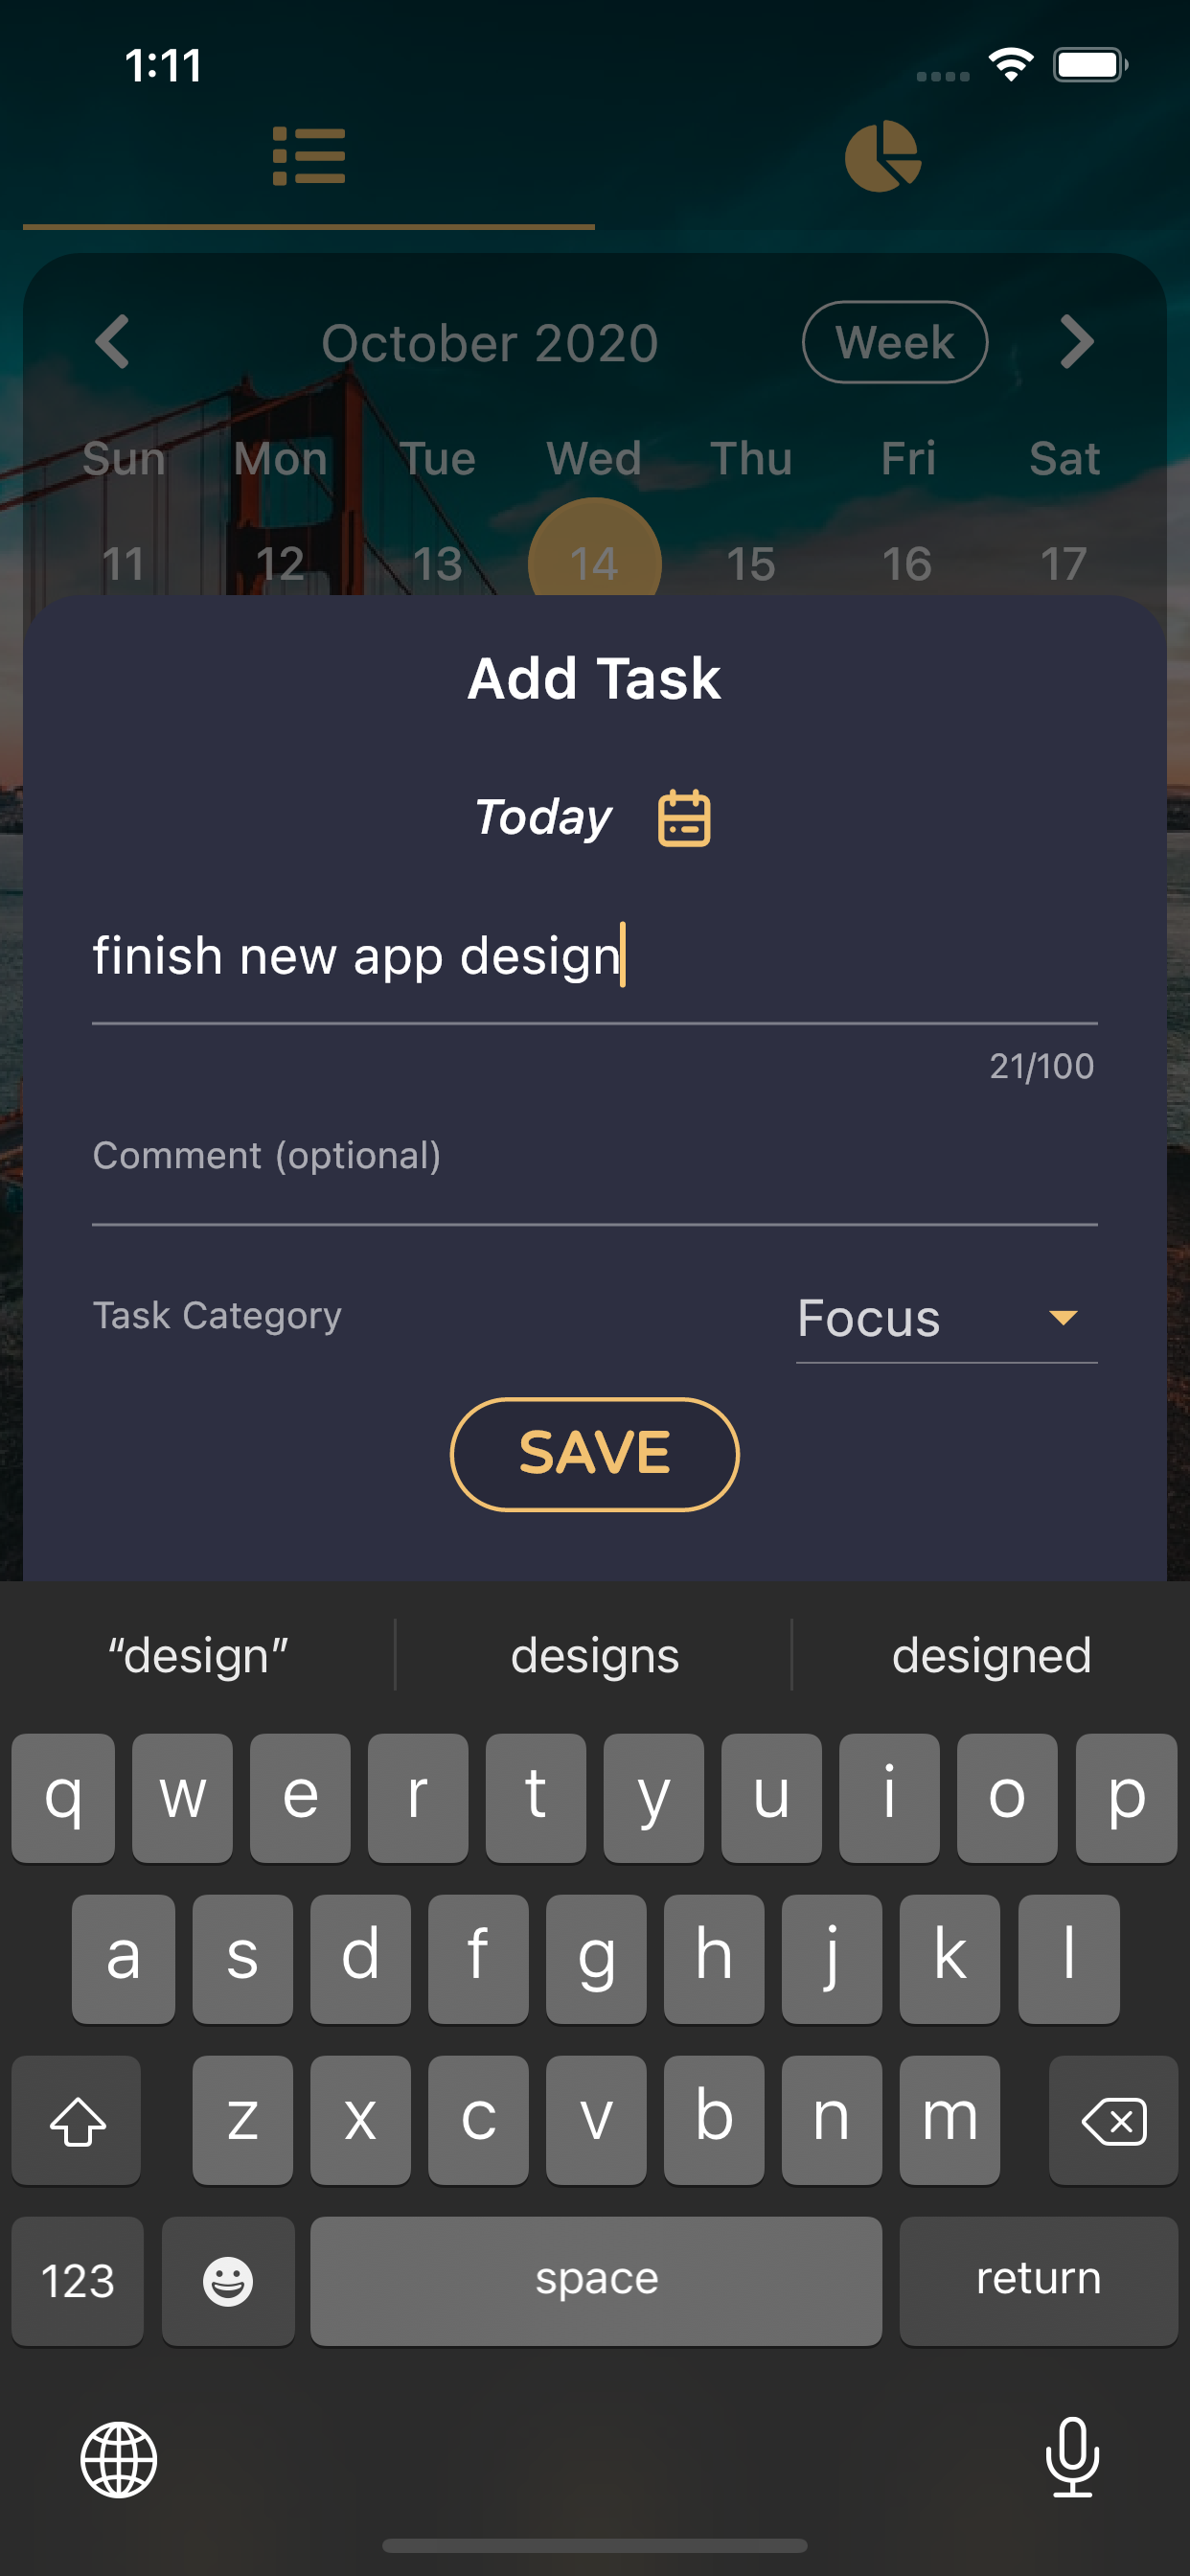 1:11
October 2020 Week
Sun Mon Tue Wed Thu Fri Sat
11 12 13 14 15 16 17
Add Task
Today
finish new app design
21/100
Comment (optional)
Task Category Focus
SAVE
“design” designs designed
q w e r t y u i o p
a s d f g h j k l
z x c v b n m
123 space return